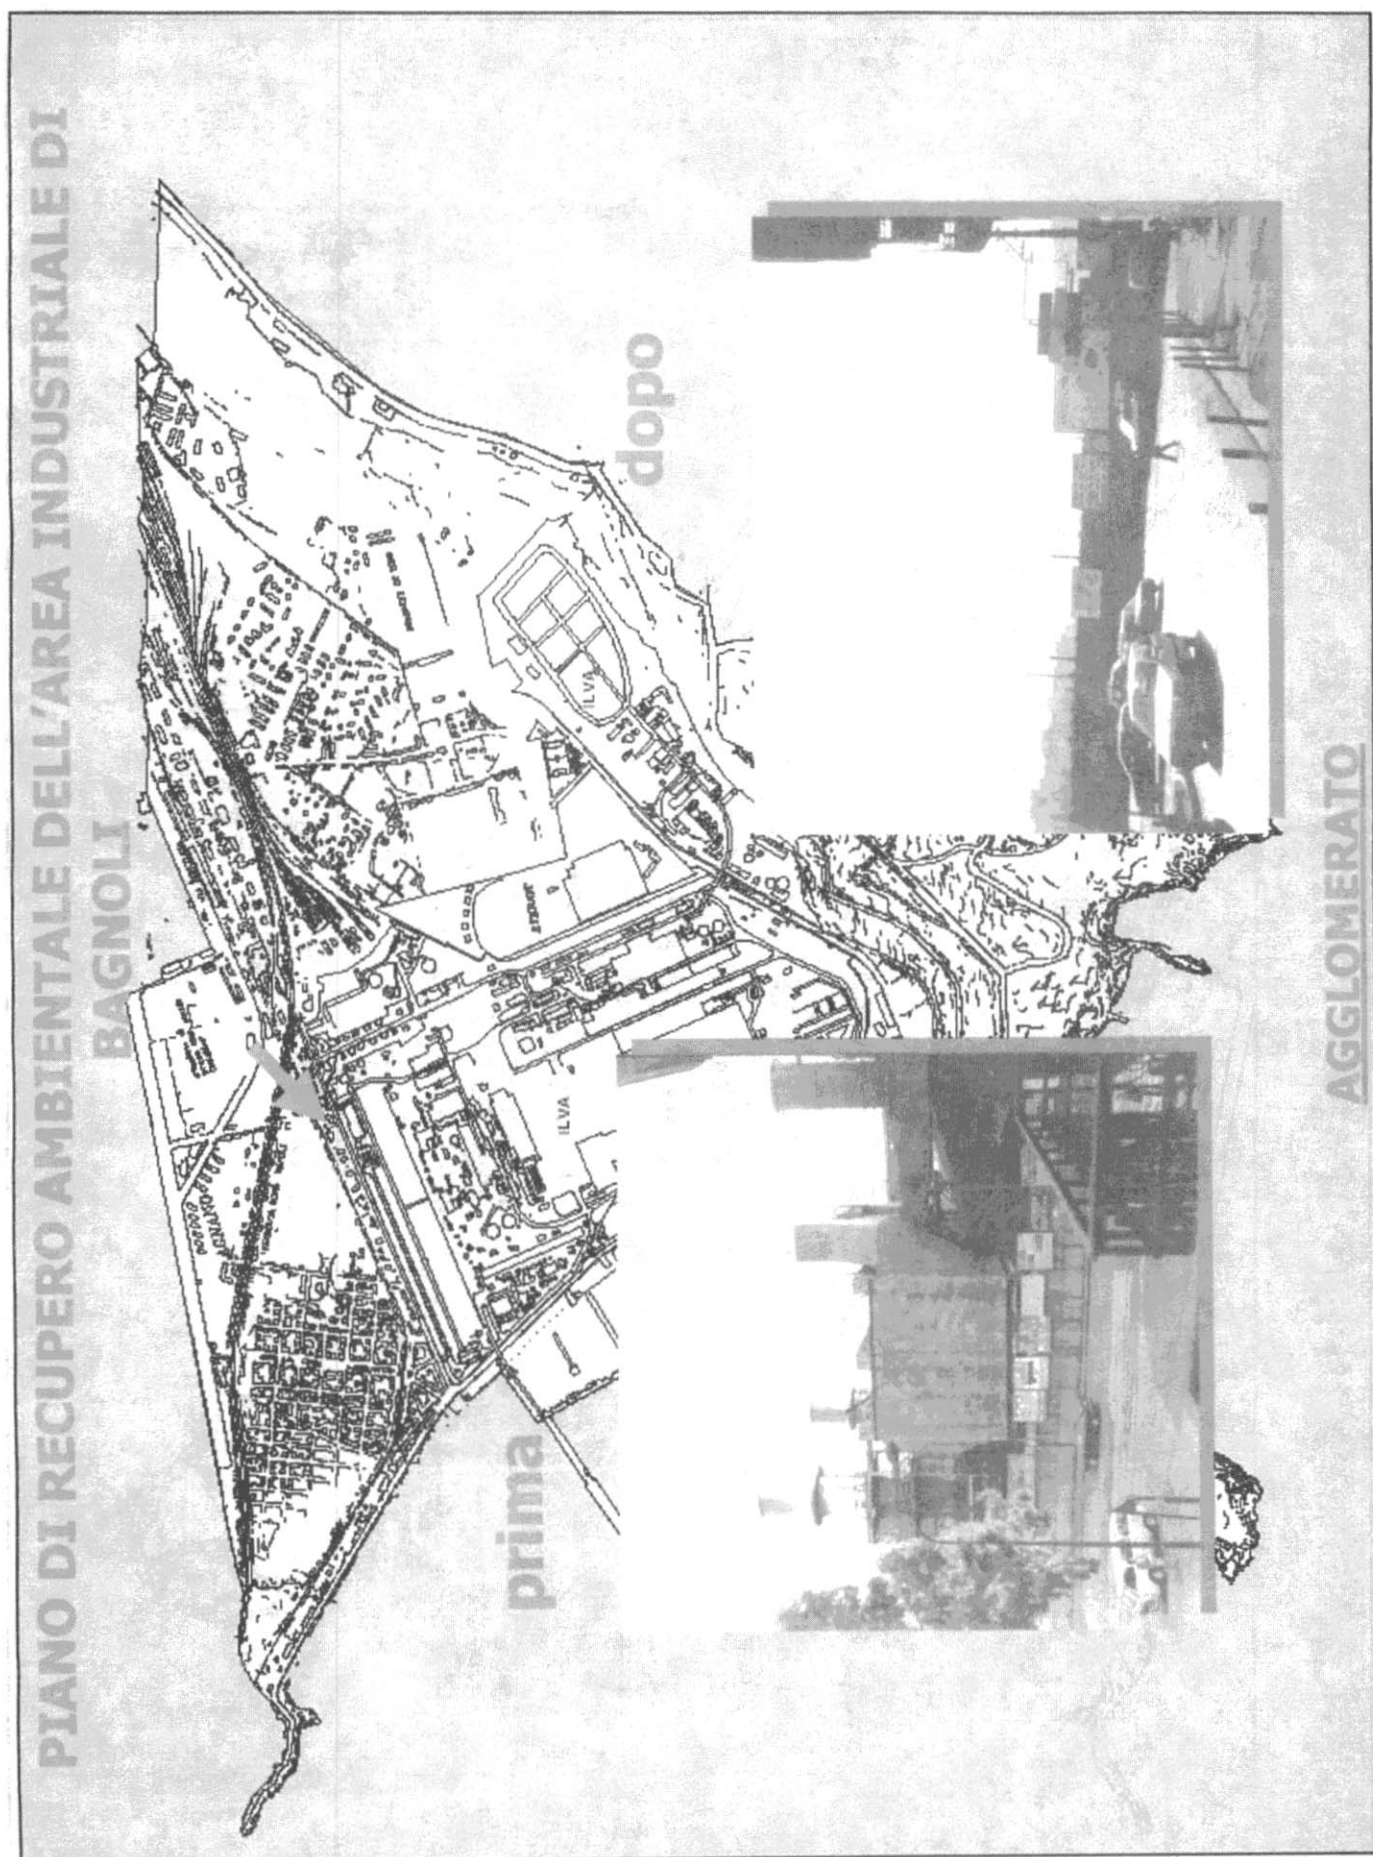 PIANO DI RECUPERO AMBIENTALE DELL'AREA INDUSTRIALE DI
BAGNOLI
ILVA
ILVA
prima
dopo
AGGLOMERATO